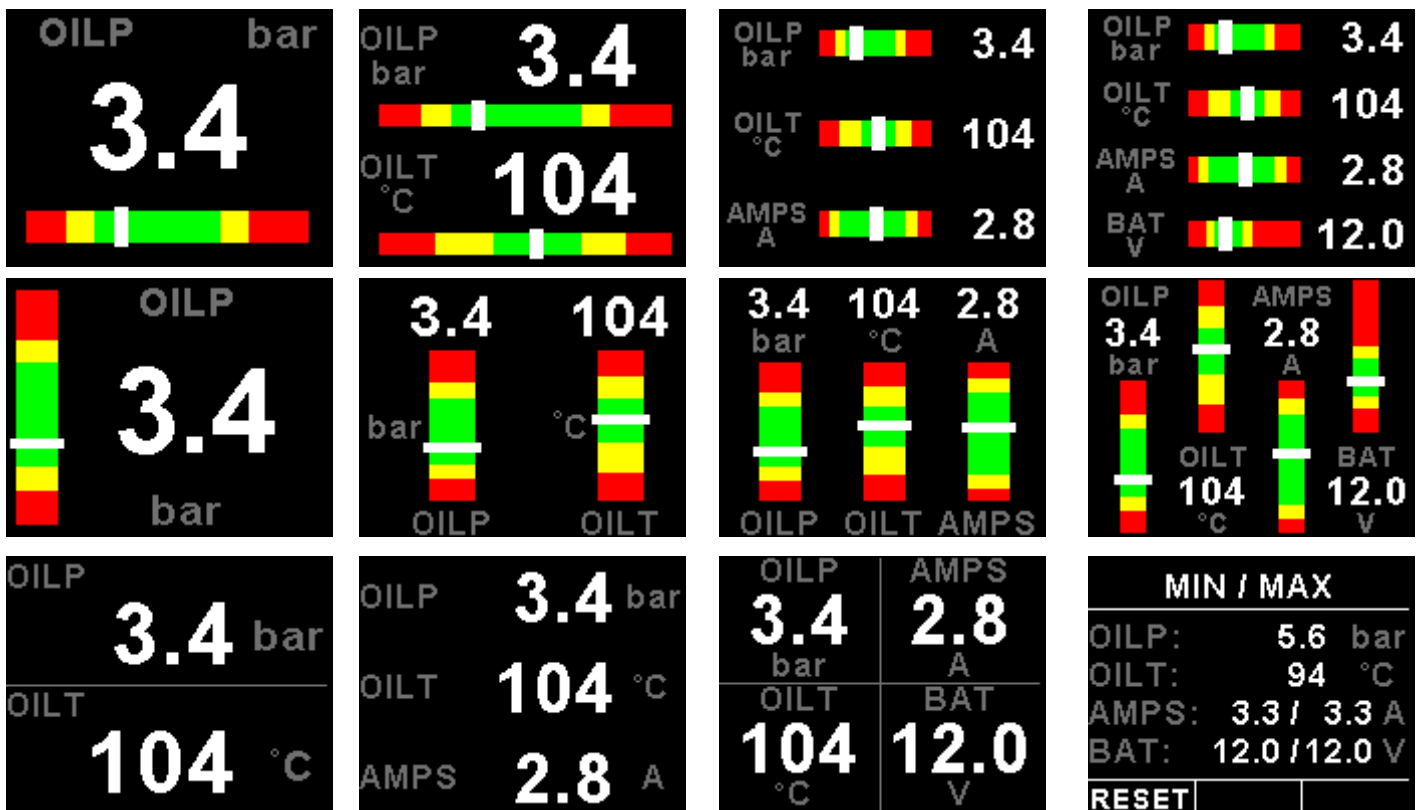 OILP bar
3.4
OILP bar 3.4
OILT °C 104
OILP bar 3.4
OILT °C 104
AMPS A 2.8
OILP bar 3.4
OILT °C 104
AMPS A 2.8
BAT V 12.0
OILP
3.4
bar
3.4 104
bar °C
OILP OILT
3.4 104 2.8
bar °C A
OILP OILT AMPS
OILP AMPS
3.4 2.8
bar A
OILT BAT
104 12.0
°C V
OILP
3.4 bar
OILT
104 °C
OILP 3.4 bar
OILT 104 °C
AMPS 2.8 A
OILP AMPS
3.4 2.8
bar A
OILT BAT
104 12.0
°C V
MIN / MAX
OILP: 5.6 bar
OILT: 94 °C
AMPS: 3.3 / 3.3 A
BAT: 12.0 / 12.0 V
RESET